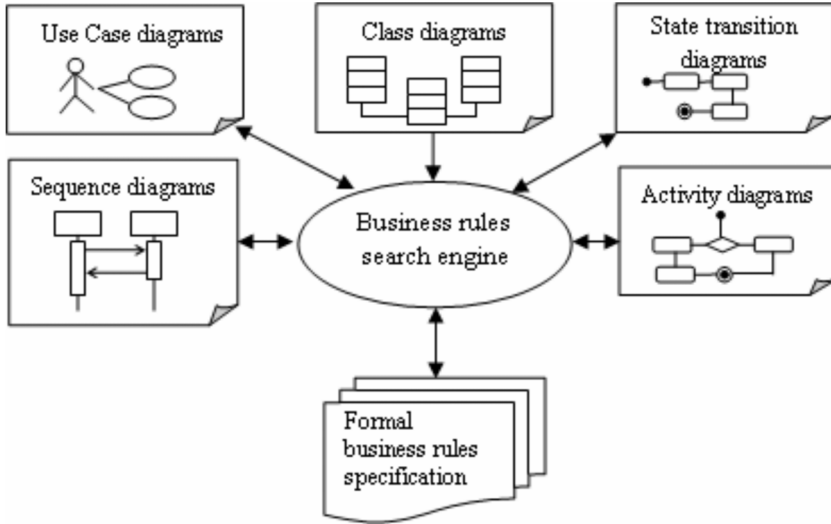 Use Case diagrams
Class diagrams
State transition
diagrams
Sequence diagrams
Business rules
search engine
Activity diagrams
Formal
business rules
specification